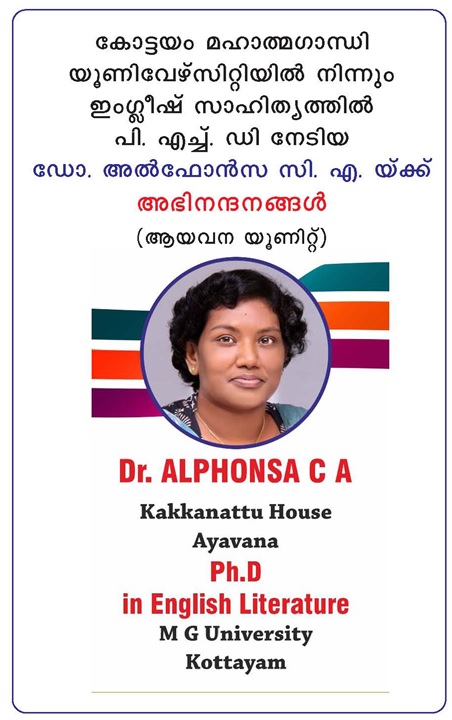 കോട്ടയം മഹാത്മഗാന്ധി
യൂണിവേഴ്സിറ്റിയിൽ നിന്നും
ഇംഗ്ലീഷ് സാഹിത്യത്തിൽ
പി. എച്ച്. ഡി നേടിയ
ഡോ. അൽഫോൻസ സി. എ. യ്ക്ക്
അഭിനന്ദനങ്ങൾ
(ആയവന യൂണിറ്റ്)
Dr. ALPHONSA C A
Kakkanattu House
Ayavana
Ph.D
in English Literature
M G University
Kottayam